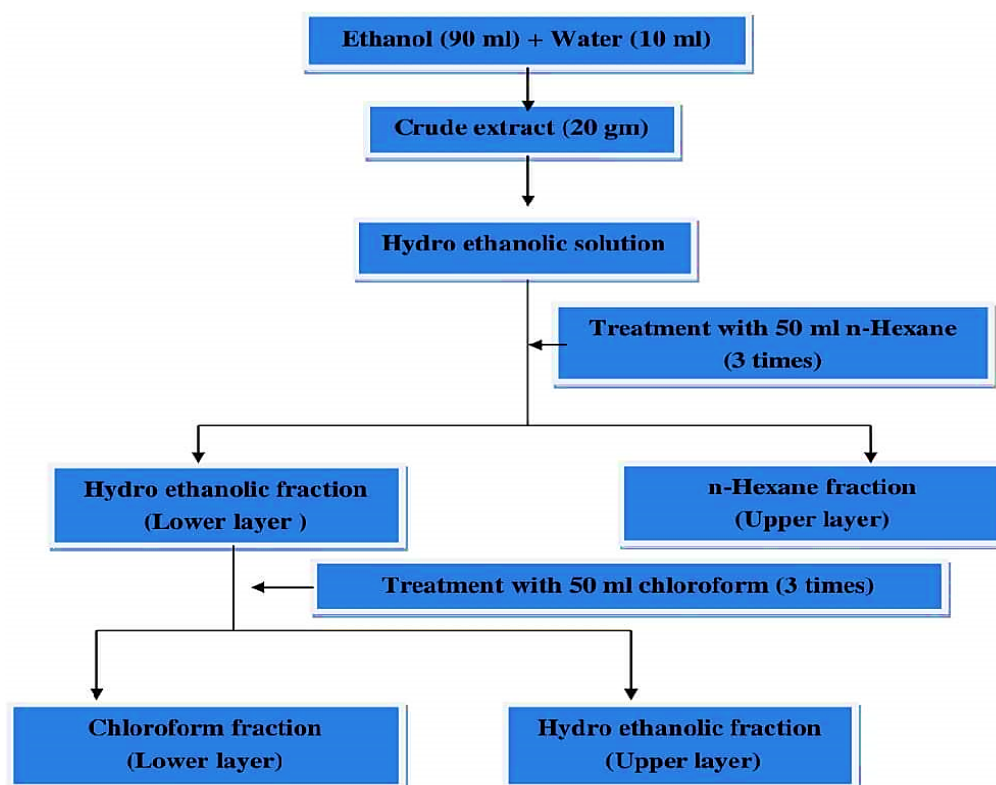 Ethanol (90 ml) + Water (10 ml)
Crude extract (20 gm)
Hydro ethanolic solution
Treatment with 50 ml n-Hexane
(3 times)
Hydro ethanolic fraction
(Lower layer )
n-Hexane fraction
(Upper layer)
Treatment with 50 ml chloroform (3 times)
Chloroform fraction
(Lower layer)
Hydro ethanolic fraction
(Upper layer)